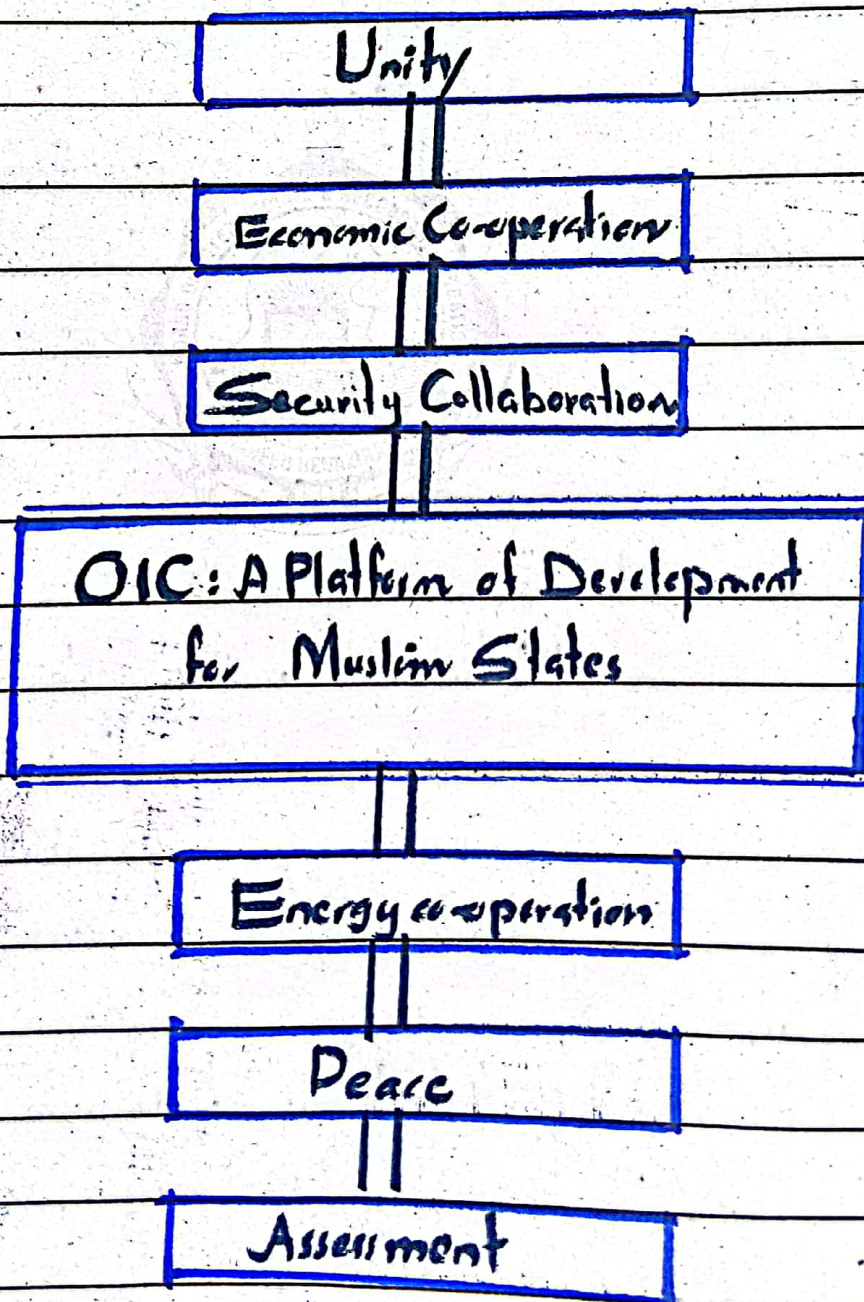 Unity
Economic Co-operation
Security Collaboration
OIC: A Platform of Development
for Muslim States
Energy co-operation
Peace
Assessment